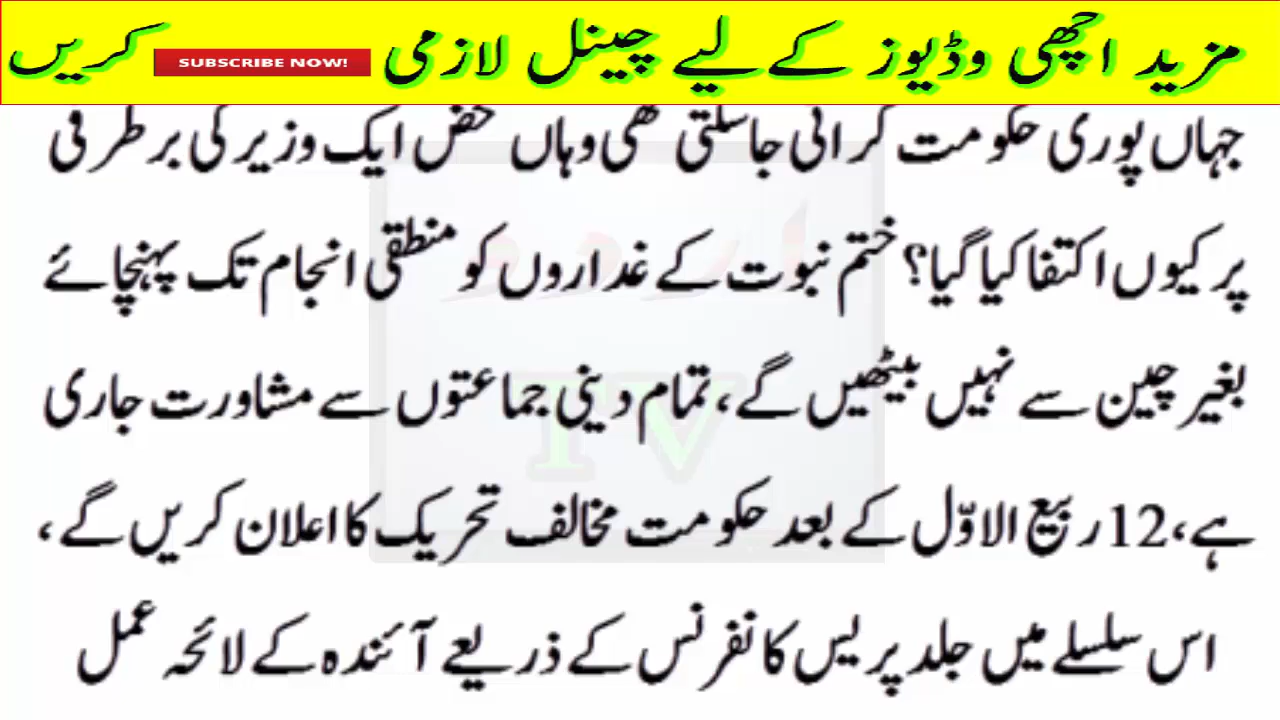 مزید اچھی وڈیوز کے لیے چینل لازمی SUBSCRIBE NOW! کریں
جہاں پوری حکومت گرائی جاسکتی تھی وہاں محض ایک وزیر کی برطرفی
پر کیوں اکتفا کیا گیا؟ ختم نبوت کے غداروں کو منطقی انجام تک پہنچائے
بغیر چین سے نہیں بیٹھیں گے، تمام دینی جماعتوں سے مشاورت جاری
ہے، 12 ربیع الاوّل کے بعد حکومت مخالف تحریک کا اعلان کریں گے،
اس سلسلے میں جلد پریس کانفرنس کے ذریعے آئندہ کے لائحہ عمل
اردو
TV